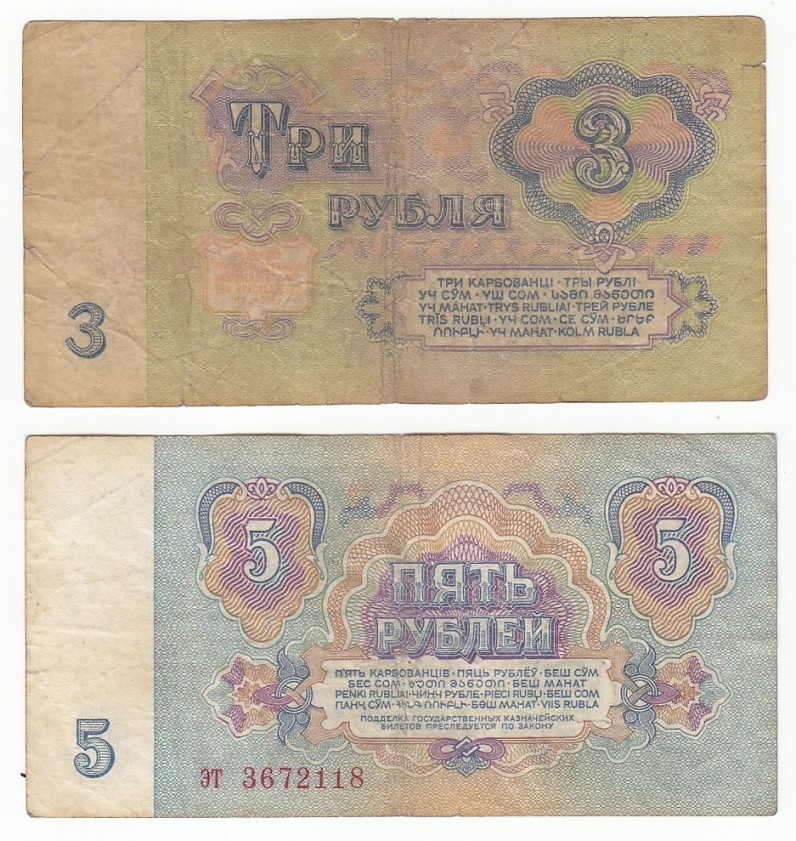 ТРИ
РУБЛЯ
3
ТРИ КАРБОВАНЦІ · ТРЫ РУБЛІ
УЧ СЎМ · ҮШ СОМ · ᲡᲐᲛᲘ ᲛᲐᲜᲔᲗᲘ
ҮЧ МАНАТ · TRYS RUBLIAI · ТРЕЙ РУБЛЕ
TRĪS RUBĻI · ҮЧ СОМ · СЕ СЎМ · ԵՐԵՔ
ՌՈՒԲԼԻ · ҮЧ МАНАТ · KOLM RUBLA
3
5
5
ПЯТЬ
РУБЛЕЙ
П'ЯТЬ КАРБОВАНЦІВ · ПЯЦЬ РУБЛЁЎ · БЕШ СЎМ
БЕС СОМ · ᲮᲣᲗᲘ ᲛᲐᲜᲔᲗᲘ · БЕШ МАНАТ
PENKI RUBLIAI · ЧИНЧ РУБЛЕ · PIECI RUBĻI · БЕШ СОМ
ПАНҶ СЎМ · ՀԻՆԳ ՌՈՒԲԼԻ · БӘШ МАНАТ · VIIS RUBLA
ПОДДЕЛКА ГОСУДАРСТВЕННЫХ КАЗНАЧЕЙСКИХ
БИЛЕТОВ ПРЕСЛЕДУЕТСЯ ПО ЗАКОНУ
5
ЭТ 3672118